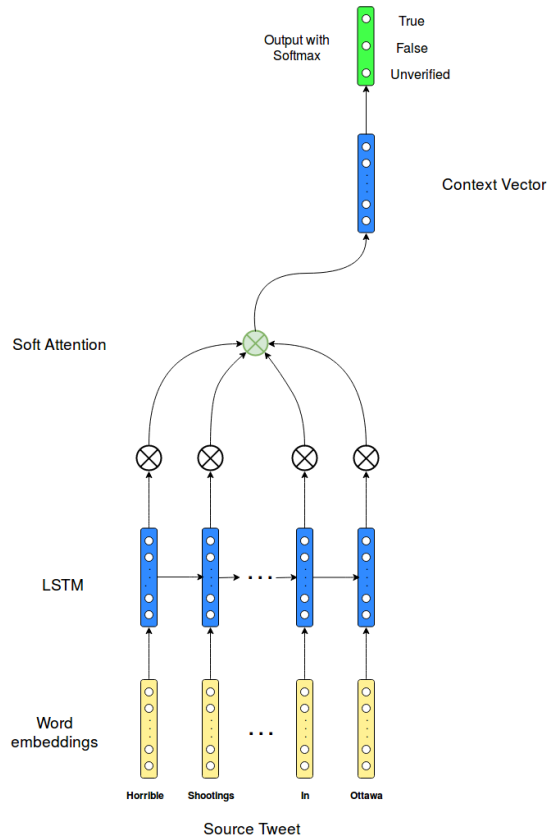 True
Output with
Softmax
False
Unverified
Context Vector
Soft Attention
LSTM
. . .
Word
embeddings
. . .
Horrible Shootings In Ottawa
Source Tweet